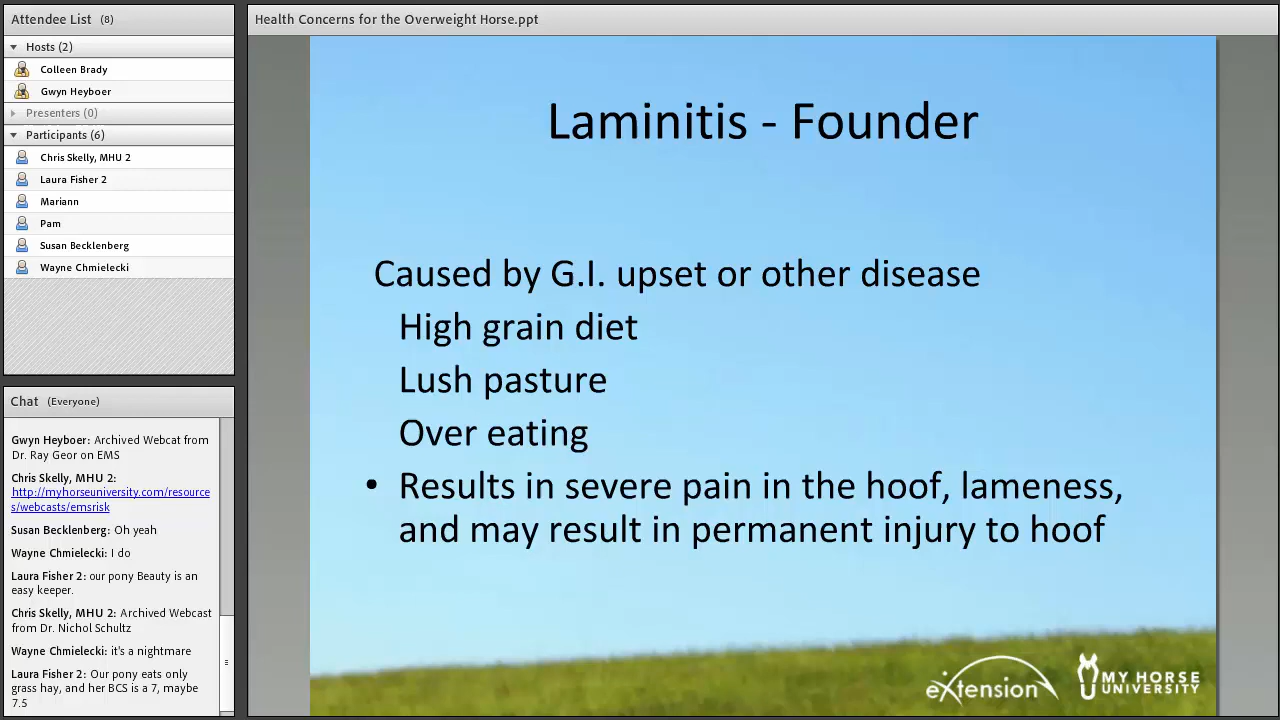 Attendee List (8)
Hosts (2)
Colleen Brady
Gwyn Heyboer
Presenters (0)
Participants (6)
Chris Skelly, MHU 2
Laura Fisher 2
Mariann
Pam
Susan Becklenberg
Wayne Chmielecki
Chat (Everyone)
Gwyn Heyboer: Archived Webcat from
Dr. Ray Geor on EMS
Chris Skelly, MHU 2:
http://myhorseuniversity.com/resource
s/webcasts/emsrisk
Susan Becklenberg: Oh yeah
Wayne Chmielecki: I do
Laura Fisher 2: our pony Beauty is an
easy keeper.
Chris Skelly, MHU 2: Archived Webcast
from Dr. Nichol Schultz
Wayne Chmielecki: it's a nightmare
Laura Fisher 2: Our pony eats only
grass hay, and her BCS is a 7, maybe
7.5
Health Concerns for the Overweight Horse.ppt
Laminitis - Founder
Caused by G.I. upset or other disease
High grain diet
Lush pasture
Over eating
• Results in severe pain in the hoof, lameness,
and may result in permanent injury to hoof
eXtension
MY HORSE
UNIVERSITY